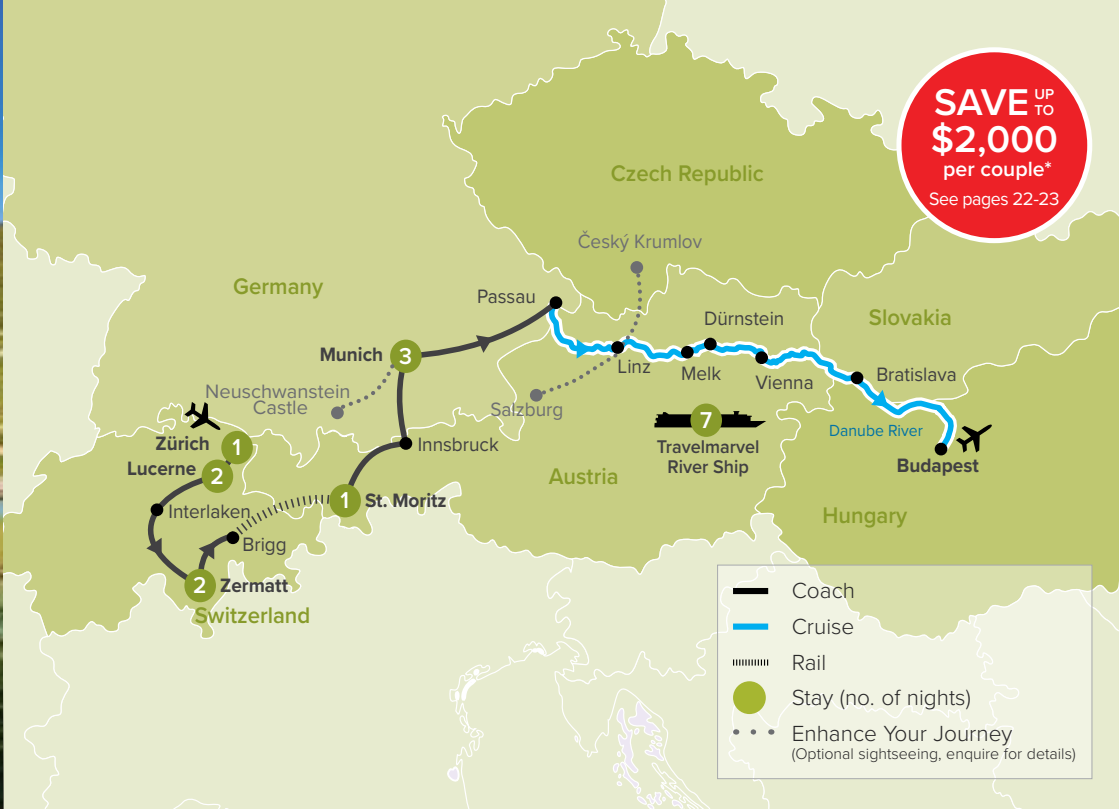 SAVE UP TO
$2,000
per couple*
See pages 22-23
Czech Republic
Český Krumlov
Germany
Passau
Dürnstein
Slovakia
Munich 3
Linz
Melk
Vienna
Bratislava
Neuschwanstein
Castle
Salzburg
7
Travelmarvel
River Ship
Danube River
Budapest
Zürich 1
Lucerne 2
Innsbruck
Austria
1 St. Moritz
Interlaken
Brigg
Hungary
2 Zermatt
Switzerland
Coach
Cruise
Rail
Stay (no. of nights)
Enhance Your Journey
(Optional sightseeing, enquire for details)